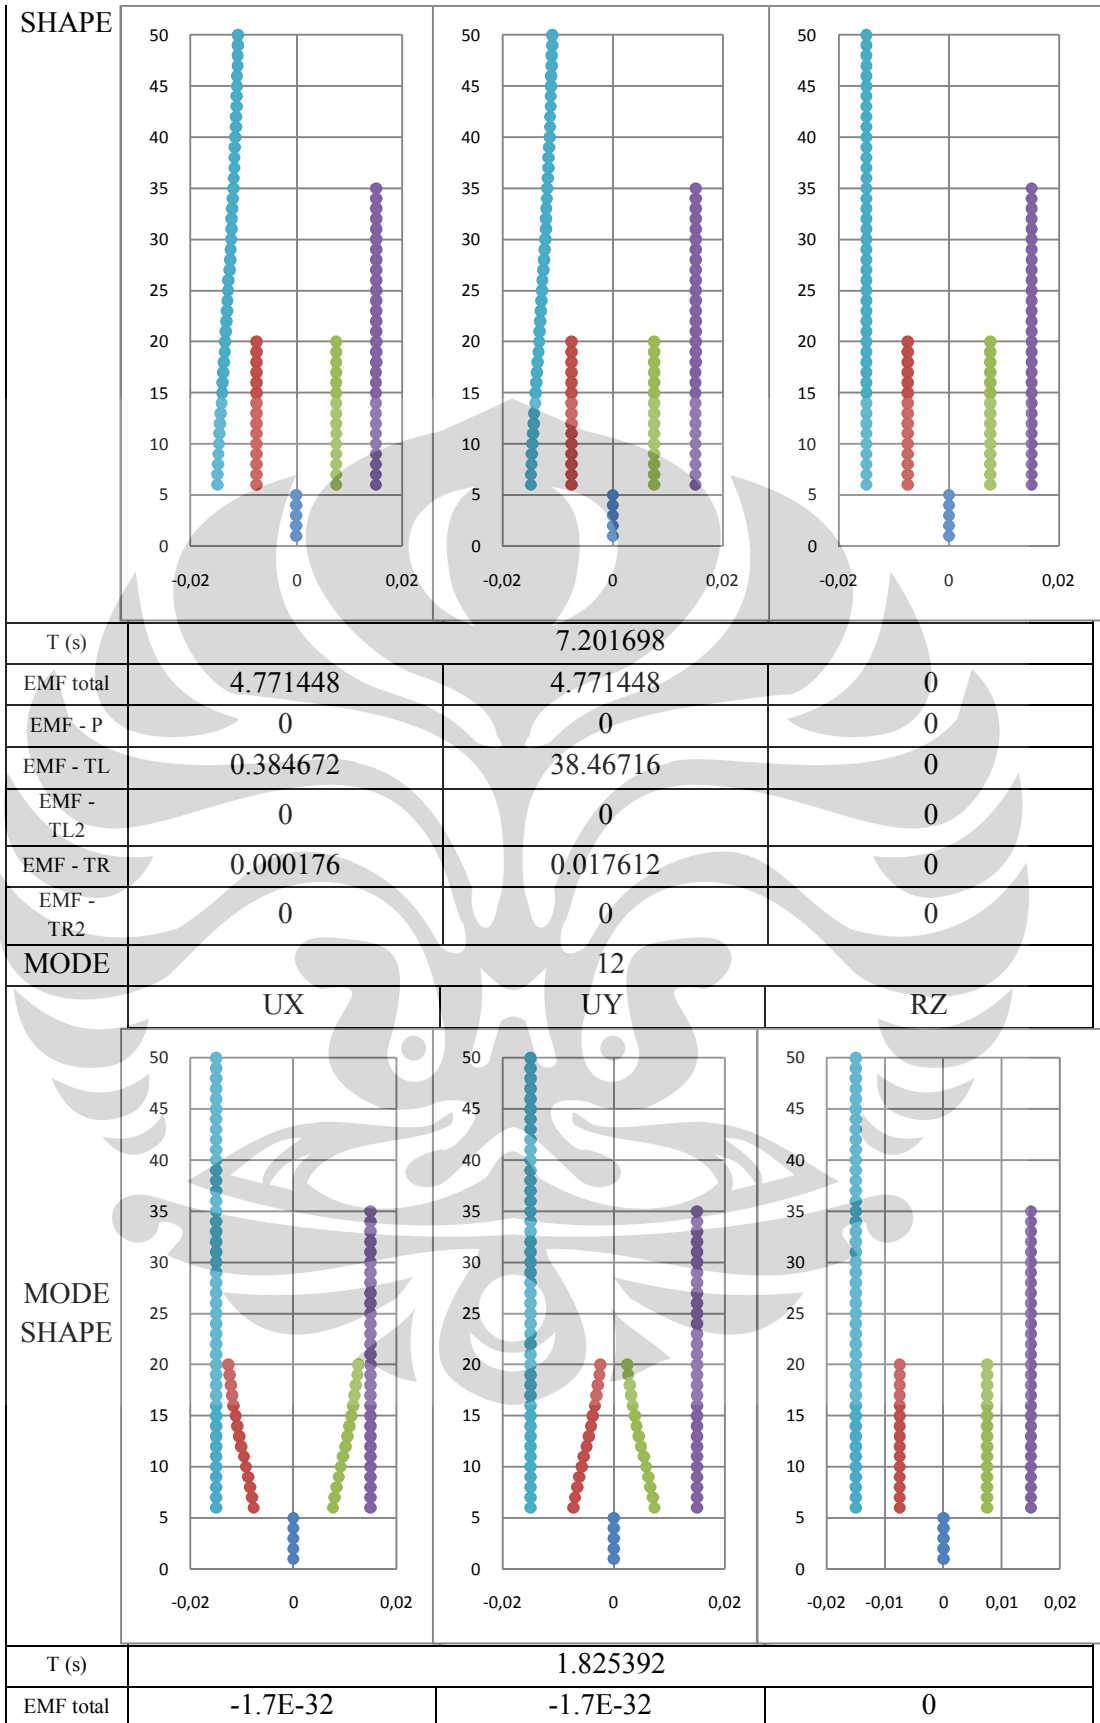 SHAPE
50 50 50
45 45 45
40 40 40
35 35 35
30 30 30
25 25 25
20 20 20
15 15 15
10 10 10
5 5 5
0 0 0
-0,02 0 0,02 -0,02 0 0,02 -0,02 0 0,02
T (s) 7.201698
EMF total 4.771448 4.771448 0
EMF - P 0 0 0
EMF - TL 0.384672 38.46716 0
EMF -
TL2 0 0 0
EMF - TR 0.000176 0.017612 0
EMF -
TR2 0 0 0
MODE 12
UX UY RZ
50 50 50
45 45 45
40 40 40
35 35 35
30 30 30
MODE
SHAPE
25 25 25
20 20 20
15 15 15
10 10 10
5 5 5
0 0 0
-0,02 0 0,02 -0,02 0 0,02 -0,02 -0,01 0 0,01 0,02
T (s) 1.825392
EMF total -1.7E-32 -1.7E-32 0